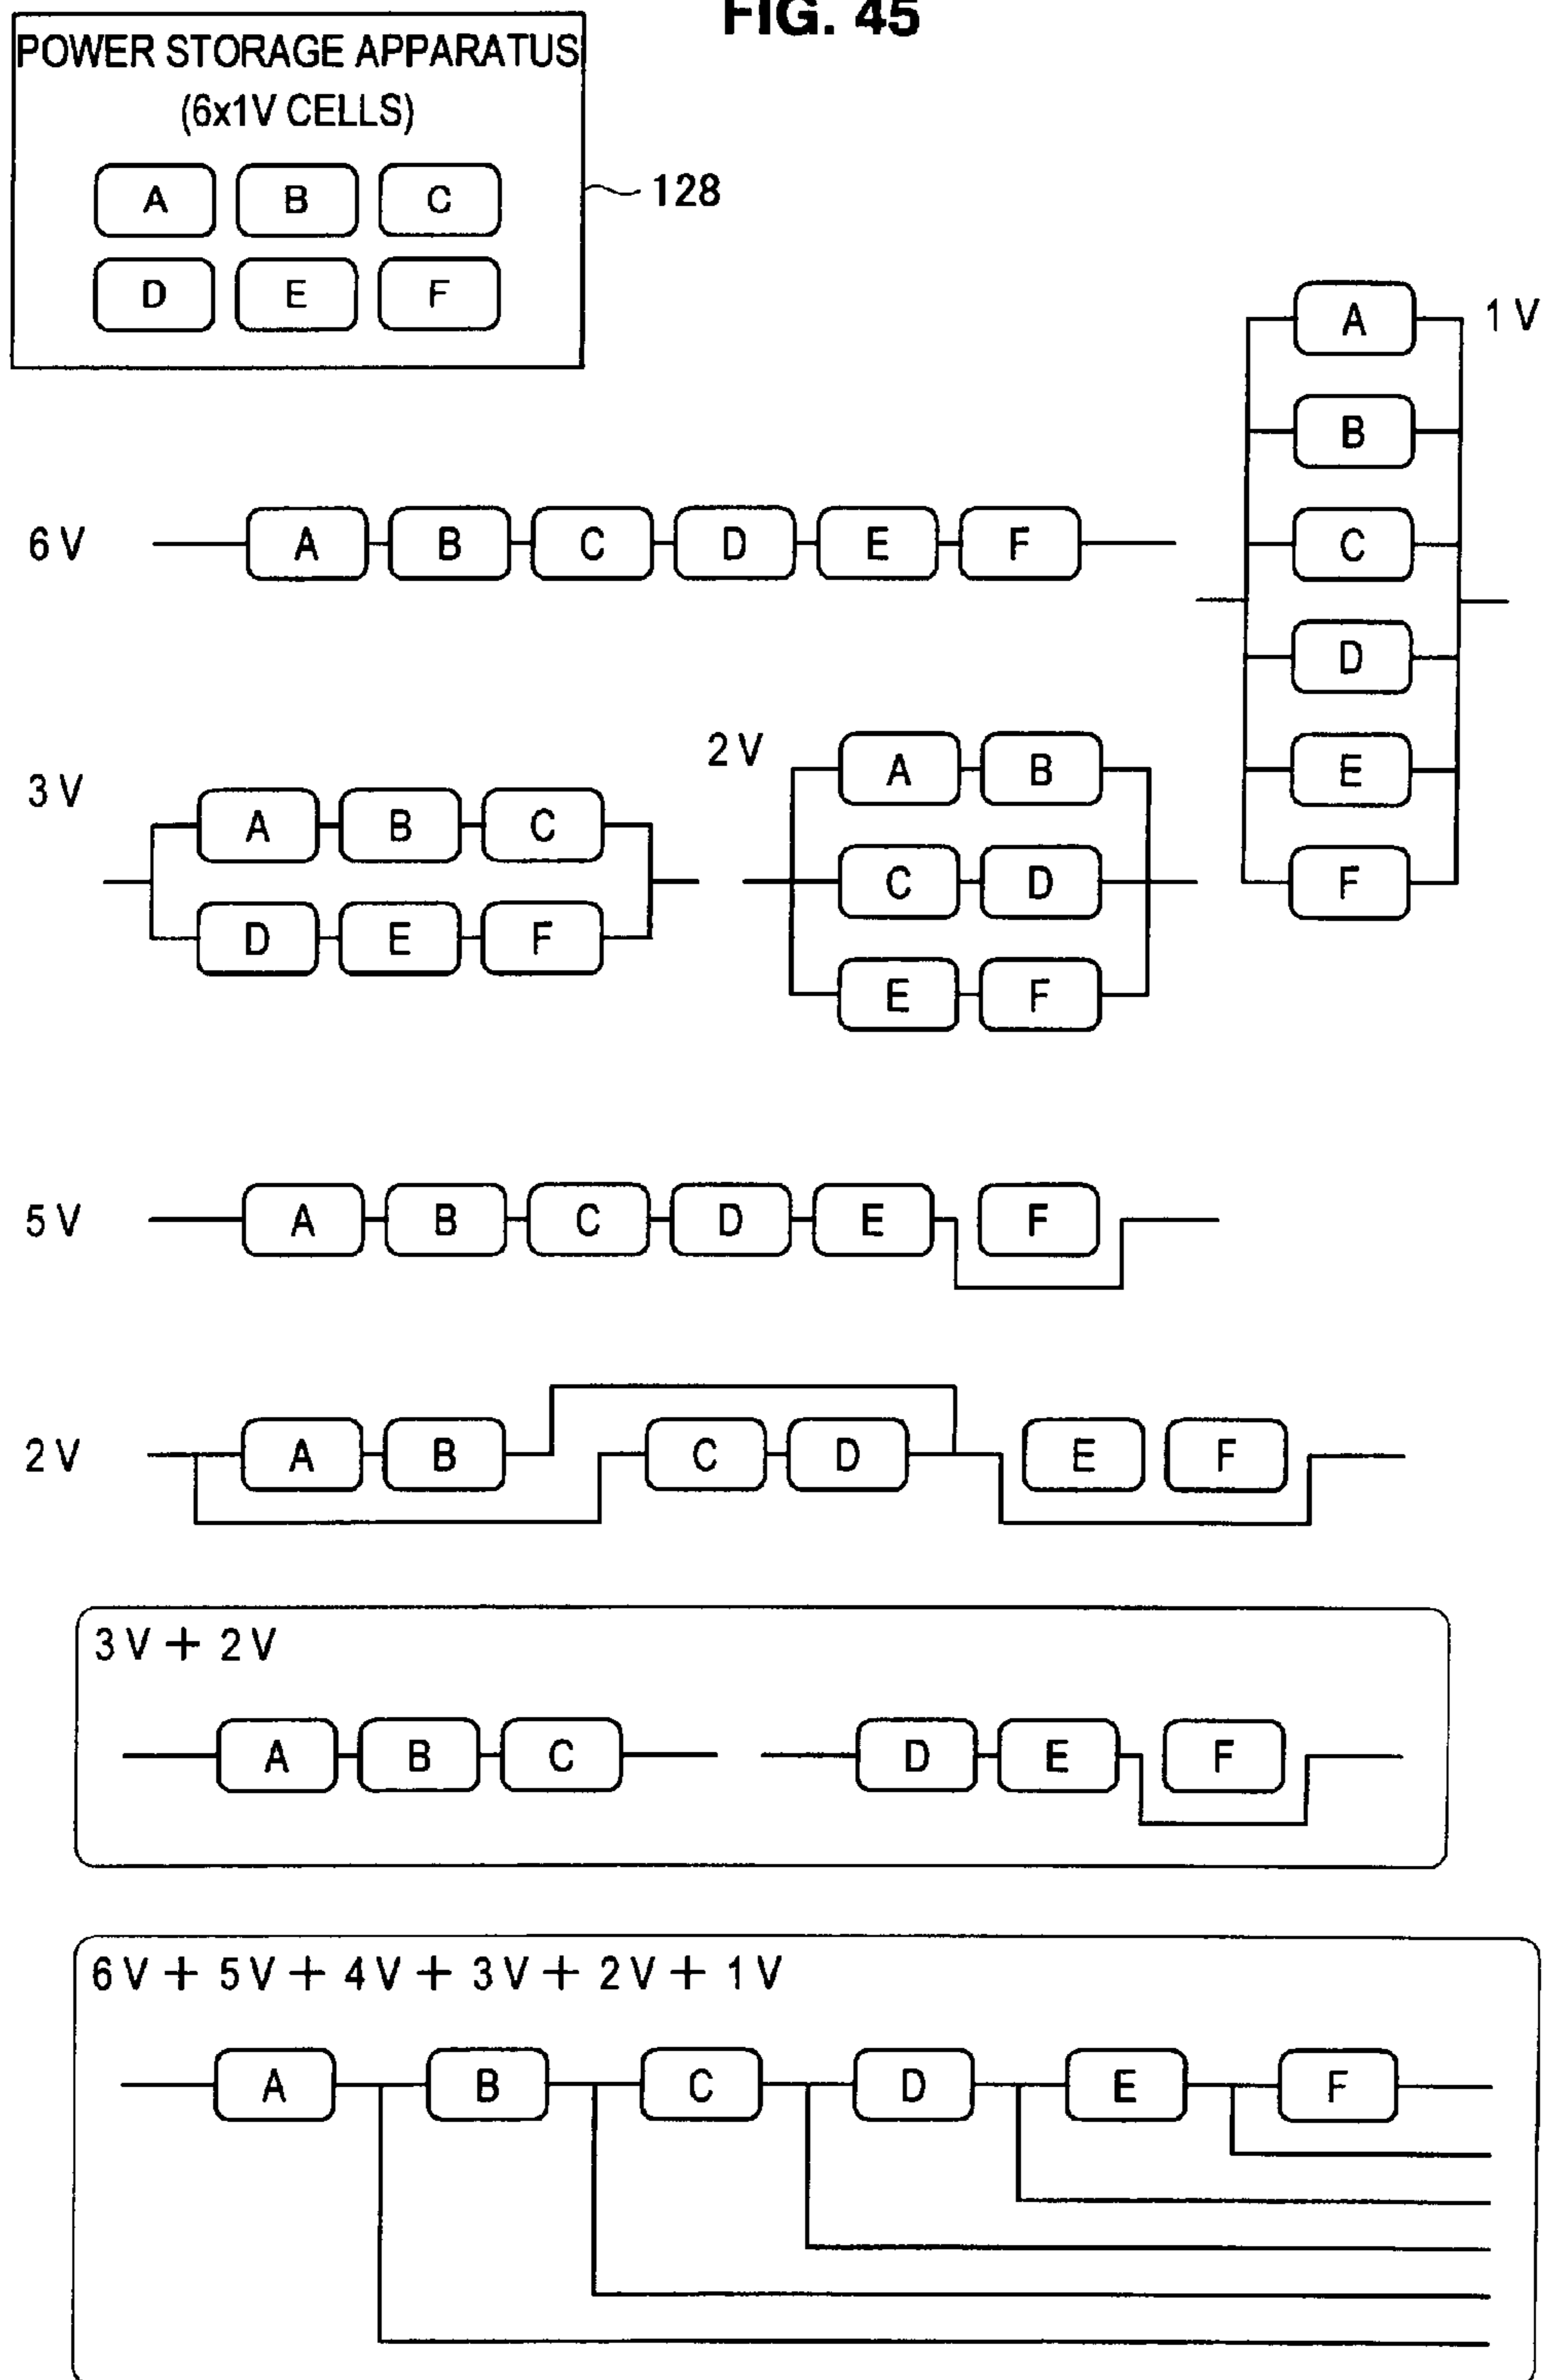 FIG. 45
POWER STORAGE APPARATUS
(6x1V CELLS)
A B C
D E F
128
1 V
A
B
C
D
E
F
6 V
A B C D E F
3 V
A B C
D E F
2 V
A B
C D
E F
5 V
A B C D E F
2 V
A B C D E F
3 V + 2 V
A B C D E F
6 V + 5 V + 4 V + 3 V + 2 V + 1 V
A B C D E F